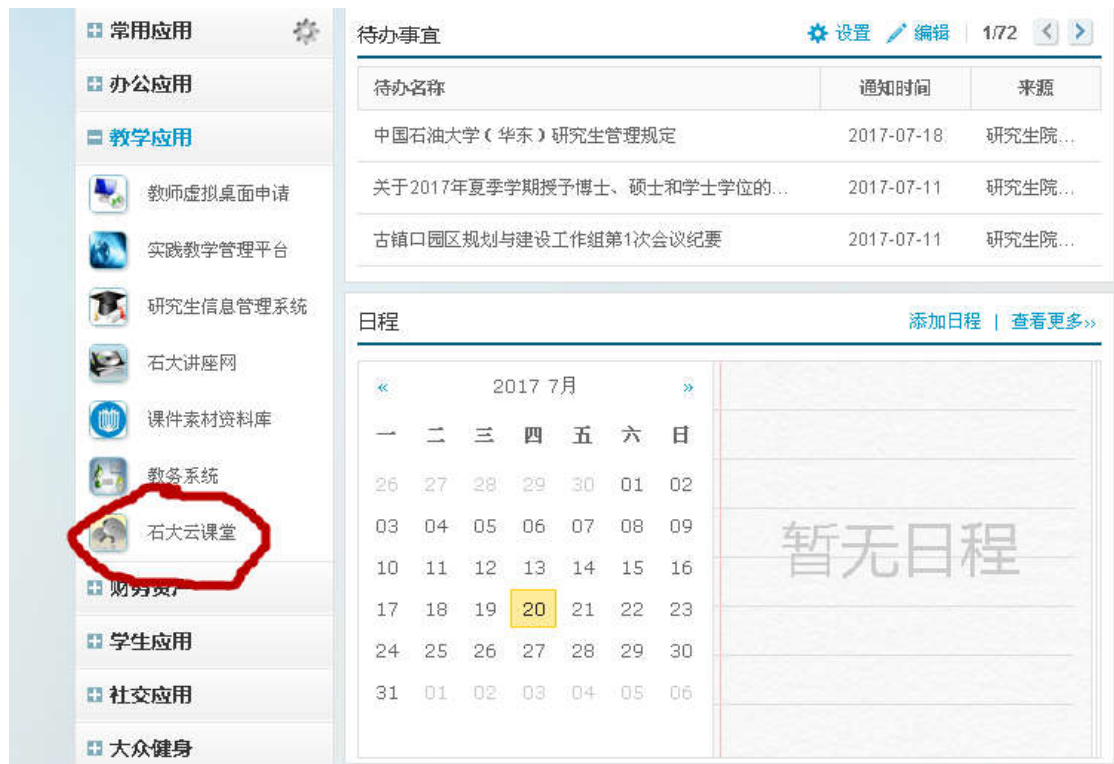 常用应用
办公应用
教学应用
教师虚拟桌面申请
实践教学管理平台
研究生信息管理系统
石大讲座网
课件素材资料库
教务系统
石大云课堂
财务资产
学生应用
社交应用
大众健身
待办事宜 设置 编辑 1/72
待办名称 通知时间 来源
中国石油大学（华东）研究生管理规定 2017-07-18 研究生院...
关于2017年夏季学期授予博士、硕士和学士学位的... 2017-07-11 研究生院...
古镇口园区规划与建设工作组第1次会议纪要 2017-07-11 研究生院...
日程 添加日程 | 查看更多»
« 2017 7月 »
一 二 三 四 五 六 日
26 27 28 29 30 01 02
03 04 05 06 07 08 09
10 11 12 13 14 15 16
17 18 19 20 21 22 23
24 25 26 27 28 29 30
31 01 02 03 04 05 06
暂无日程